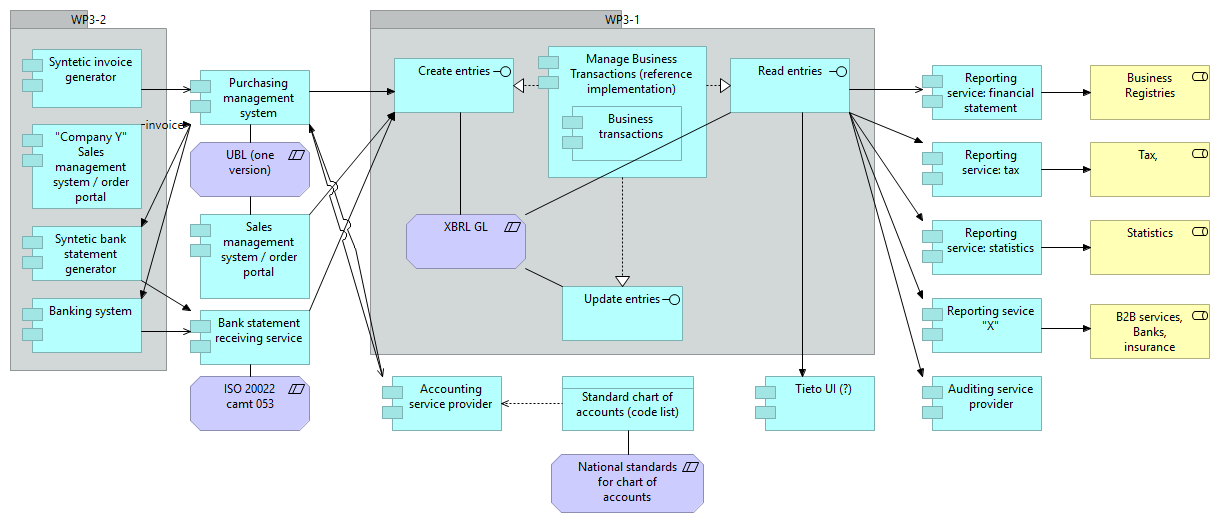 WP3-2
Syntetic invoice
generator
"Company Y"
Sales
management
system / order
portal
invoice
Syntetic bank
statement
generator
Banking system
Purchasing
management
system
UBL (one
version)
Sales
management
system / order
portal
Bank statement
receiving service
ISO 20022
camt 053
WP3-1
Create entries
Manage Business
Transactions (reference
implementation)
Business
transactions
Read entries
XBRL GL
Update entries
Accounting
service provider
Standard chart of
accounts (code list)
National standards
for chart of
accounts
Tieto UI (?)
Reporting
service: financial
statement
Reporting
service: tax
Reporting
service: statistics
Reporting sevice
"X"
Auditing service
provider
Business
Registries
Tax,
Statistics
B2B services,
Banks,
insurance